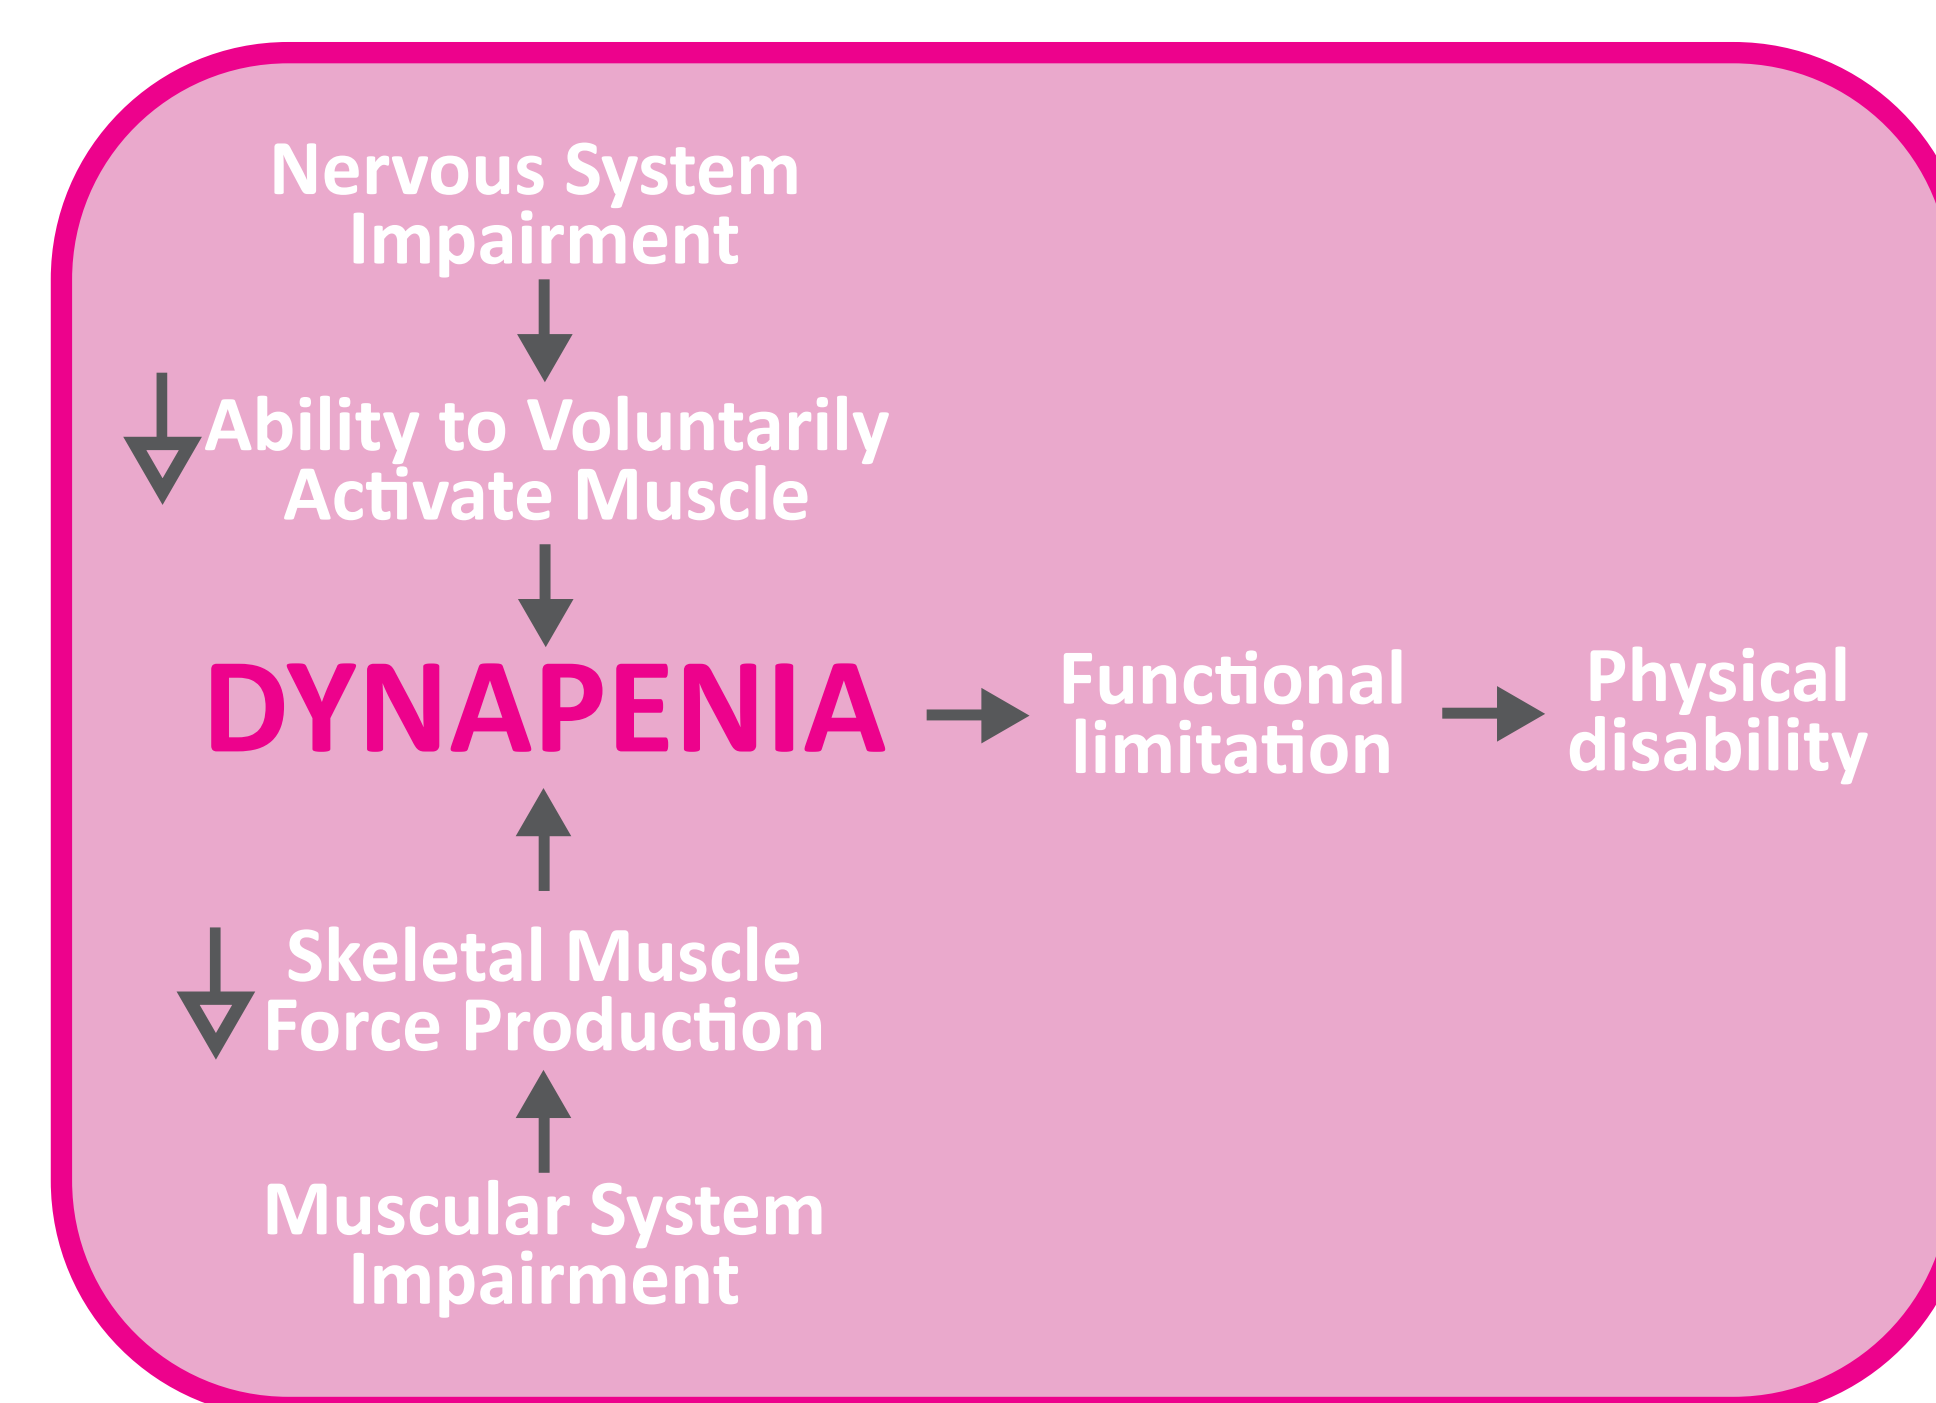 Nervous System
Impairment
Ability to Voluntarily
Activate Muscle
DYNAPENIA
Functional
limitation
Physical
disability
Skeletal Muscle
Force Production
Muscular System
Impairment